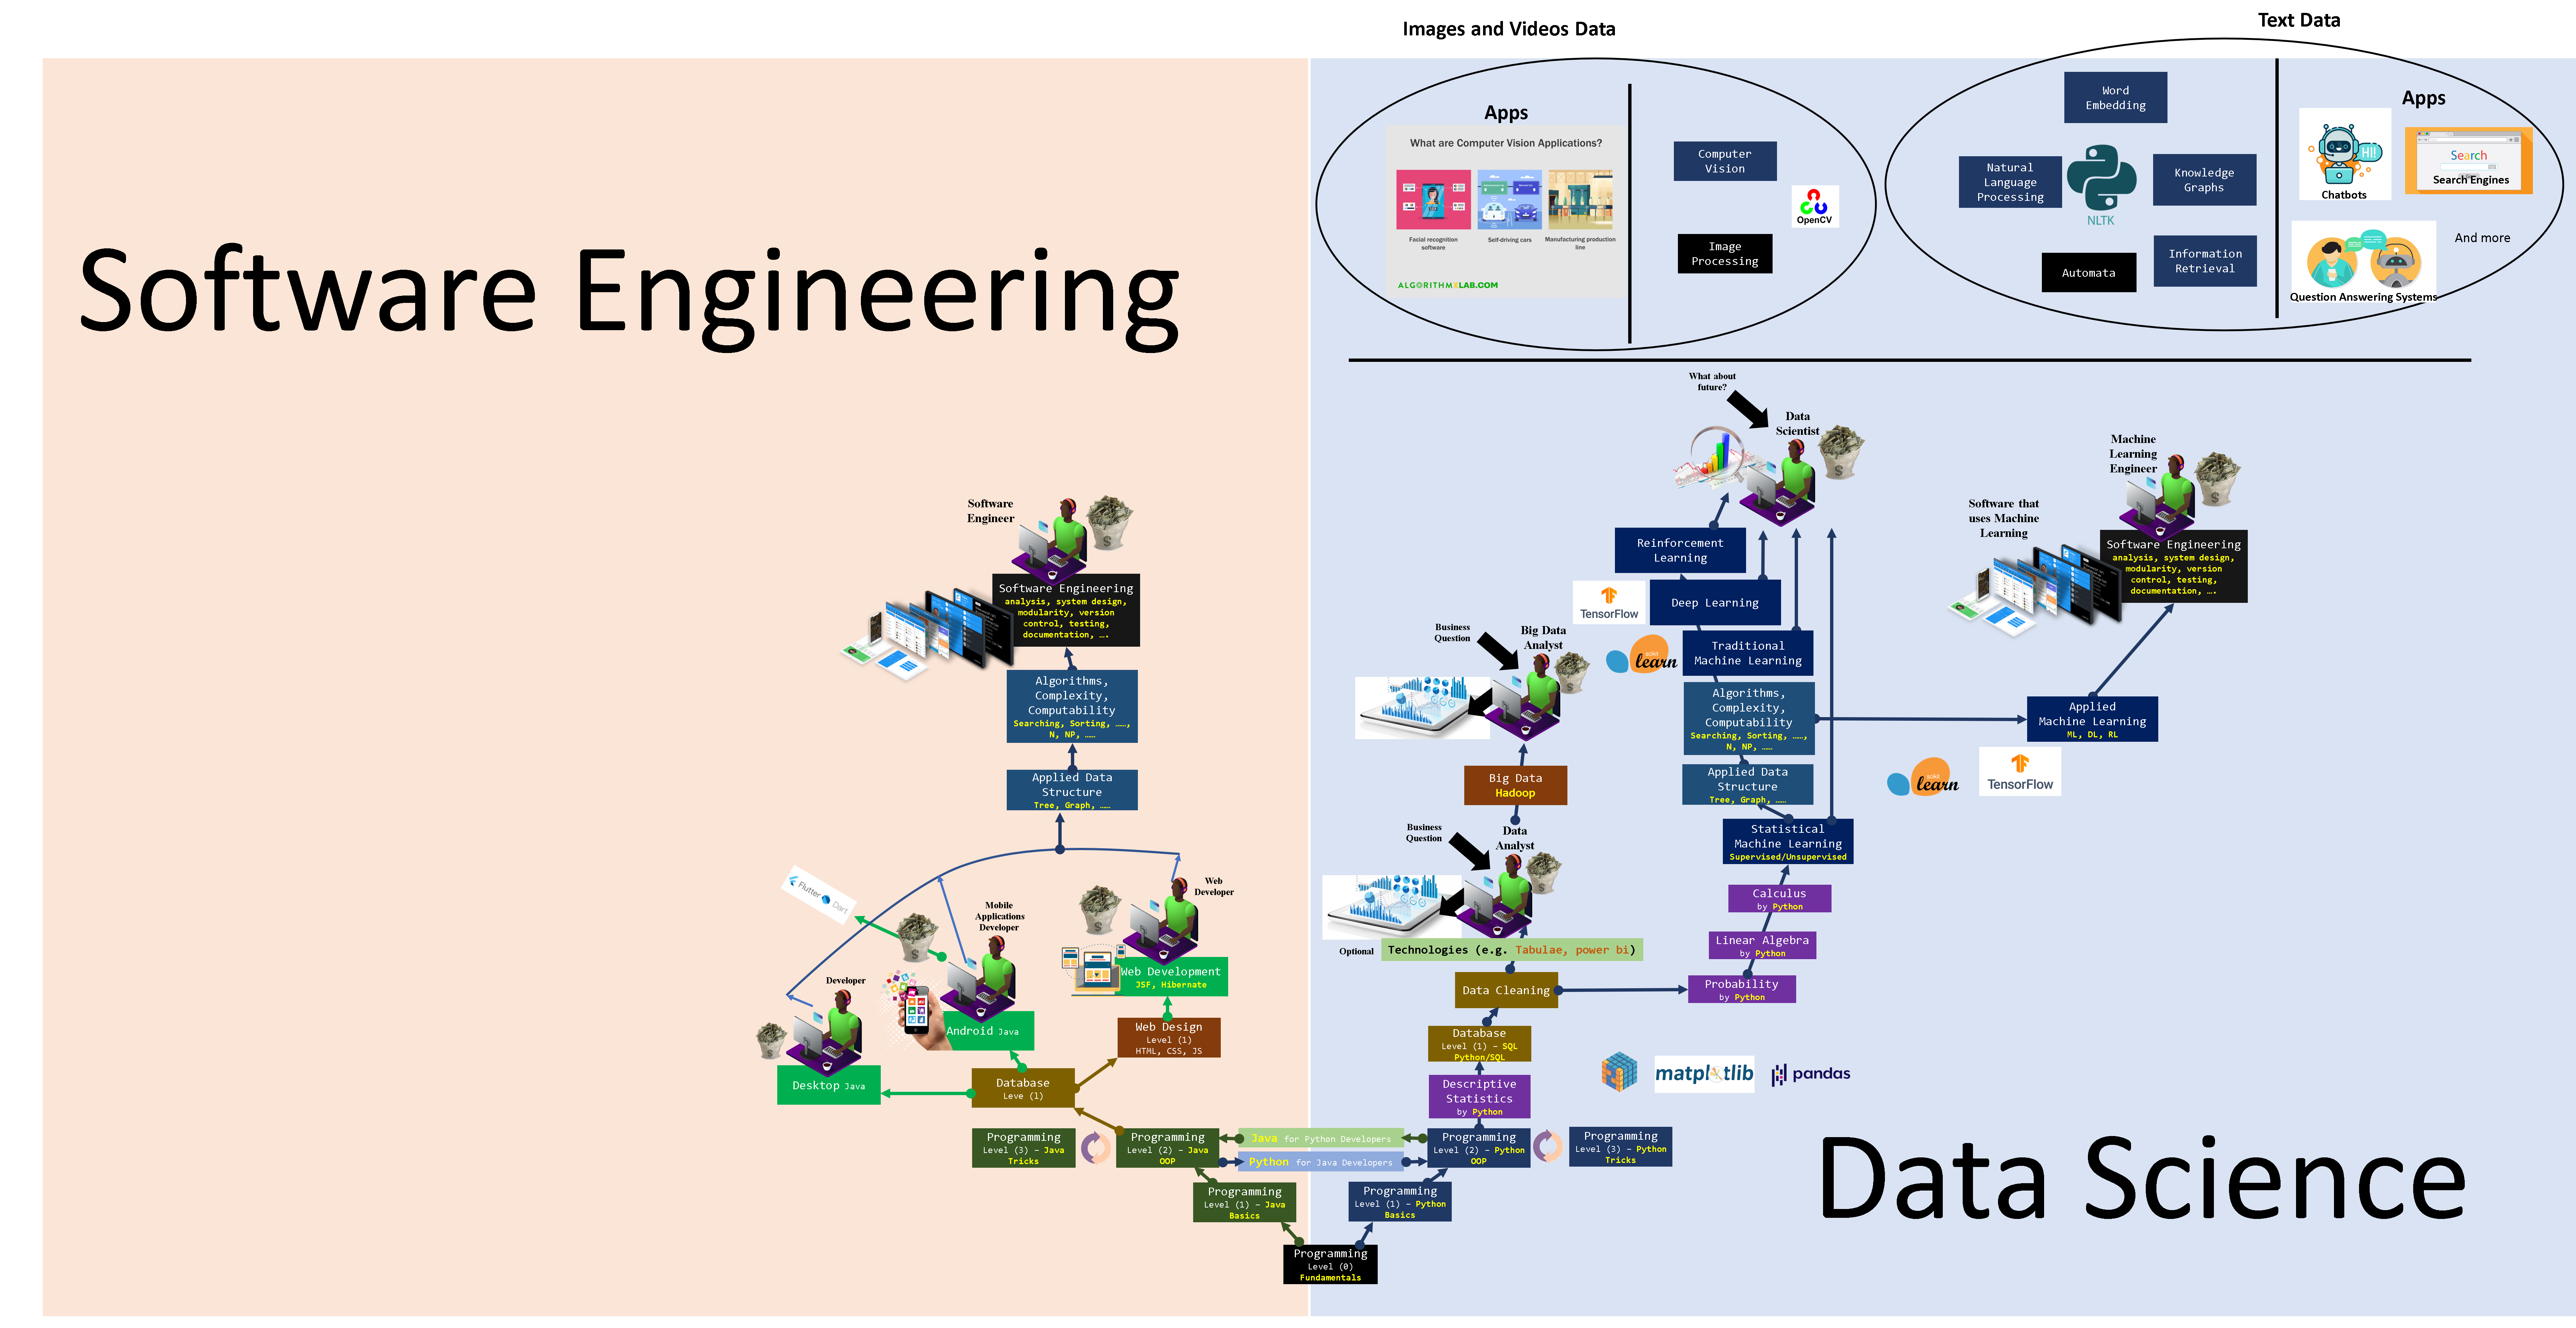 Images and Videos Data
Text Data
Software Engineering
Apps
What are Computer Vision Applications?
Facial recognition
software
Self-driving cars
Manufacturing production
line
ALGORITHMXLAB.COM
Computer
Vision
OpenCV
Image
Processing
Word
Embedding
Natural
Language
Processing
NLTK
Knowledge
Graphs
Automata
Information
Retrieval
Apps
Hi!
Chatbots
Search
Search Engines
And more
Question Answering Systems
What about
future?
Data
Scientist
Machine
Learning
Engineer
Software that
uses Machine
Learning
Software Engineering
analysis, system design,
modularity, version
control, testing,
documentation, ….
Reinforcement
Learning
TensorFlow
Deep Learning
Business
Question
Big Data
Analyst
scikit
learn
Traditional
Machine Learning
Algorithms,
Complexity,
Computability
Searching, Sorting, ……,
N, NP, ……
Applied
Machine Learning
ML, DL, RL
scikit
learn
TensorFlow
Big Data
Hadoop
Applied Data
Structure
Tree, Graph, ……
Statistical
Machine Learning
Supervised/Unsupervised
Business
Question
Data
Analyst
Calculus
by Python
Linear Algebra
by Python
Probability
by Python
Optional
Technologies (e.g. Tabulae, power bi)
Data Cleaning
Database
Level (1) – SQL
Python/SQL
Descriptive
Statistics
by Python
matplotlib
pandas
Software
Engineer
Software Engineering
analysis, system design,
modularity, version
control, testing,
documentation, ….
Algorithms,
Complexity,
Computability
Searching, Sorting, ……,
N, NP, ……
Applied Data
Structure
Tree, Graph, ……
Flutter
Dart
Mobile
Applications
Developer
Web
Developer
Developer
Web Development
JSF, Hibernate
Android Java
Web Design
Level (1)
HTML, CSS, JS
Desktop Java
Database
Leve (1)
Programming
Level (3) – Java
Tricks
Programming
Level (2) – Java
OOP
Java for Python Developers
Python for Java Developers
Programming
Level (2) – Python
OOP
Programming
Level (3) – Python
Tricks
Programming
Level (1) – Java
Basics
Programming
Level (1) – Python
Basics
Programming
Level (0)
Fundamentals
Data Science